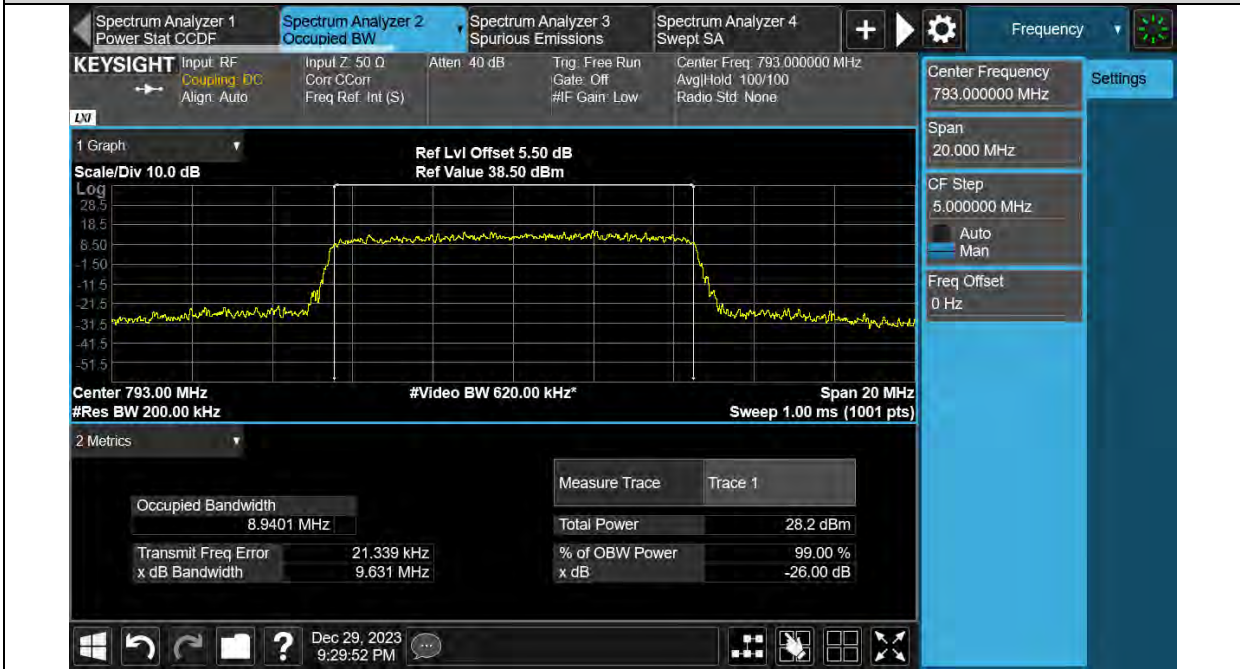 Spectrum Analyzer 1
Power Stat CCDF
Spectrum Analyzer 2
Occupied BW
Spectrum Analyzer 3
Spurious Emissions
Spectrum Analyzer 4
Swept SA
+
Frequency
KEYSIGHT
Input: RF
Coupling: DC
Align: Auto
Input Z: 50 Ω
Corr CCorr
Freq Ref: Int (S)
Atten: 40 dB
Trig: Free Run
Gate: Off
#IF Gain: Low
Center Freq: 793.000000 MHz
Avg|Hold: 100/100
Radio Std: None
LXI
Center Frequency
793.000000 MHz
Settings
Span
20.000 MHz
CF Step
5.000000 MHz
Auto
Man
Freq Offset
0 Hz
1 Graph
Scale/Div 10.0 dB
Ref Lvl Offset 5.50 dB
Ref Value 38.50 dBm
Log
28.5
18.5
8.50
-1.50
-11.5
-21.5
-31.5
-41.5
-51.5
Center 793.00 MHz
#Video BW 620.00 kHz*
Span 20 MHz
#Res BW 200.00 kHz
Sweep 1.00 ms (1001 pts)
2 Metrics
Measure Trace Trace 1
Occupied Bandwidth
8.9401 MHz
Total Power 28.2 dBm
Transmit Freq Error 21.339 kHz
% of OBW Power 99.00 %
x dB Bandwidth 9.631 MHz
x dB -26.00 dB
?
Dec 29, 2023
9:29:52 PM